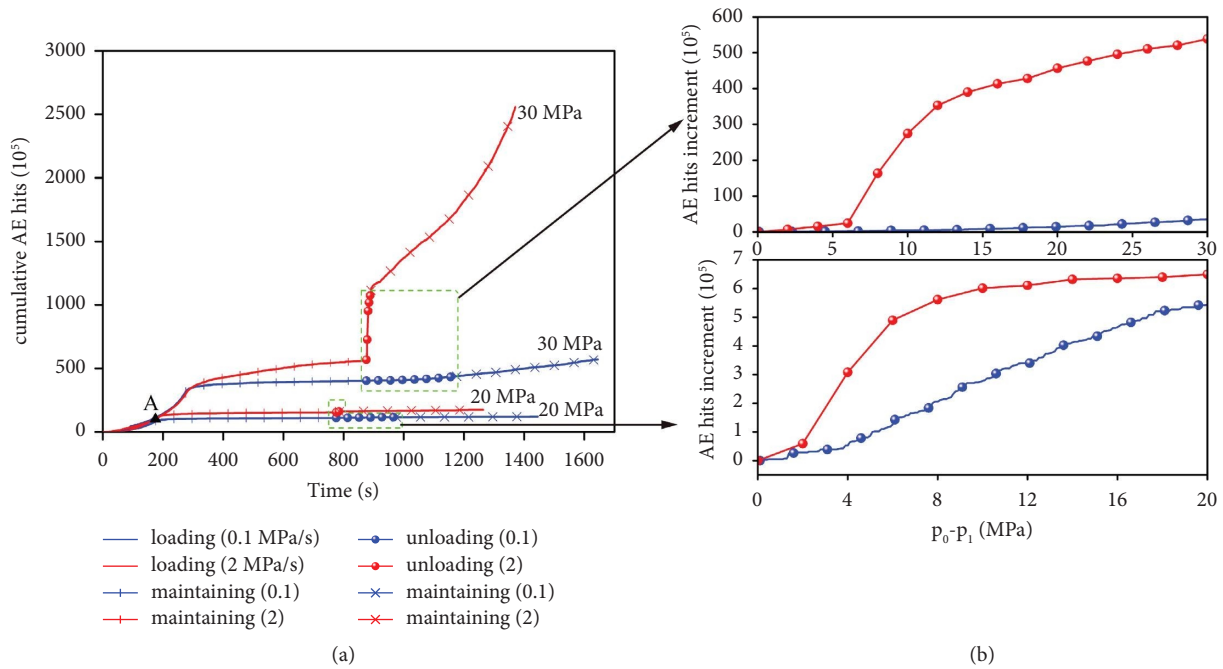 3000
2500
2000
1500
1000
500
0
cumulative AE hits (10⁵)
0 200 400 600 800 1000 1200 1400 1600
Time (s)
A
30 MPa
30 MPa
20 MPa
20 MPa
loading (0.1 MPa/s)
loading (2 MPa/s)
maintaining (0.1)
maintaining (2)
unloading (0.1)
unloading (2)
maintaining (0.1)
maintaining (2)
(a)
600
500
400
300
200
100
0
AE hits increment (10⁵)
0 5 10 15 20 25 30
7
6
5
4
3
2
1
0
AE hits increment (10⁵)
0 4 8 12 16 20
p₀-p₁ (MPa)
(b)